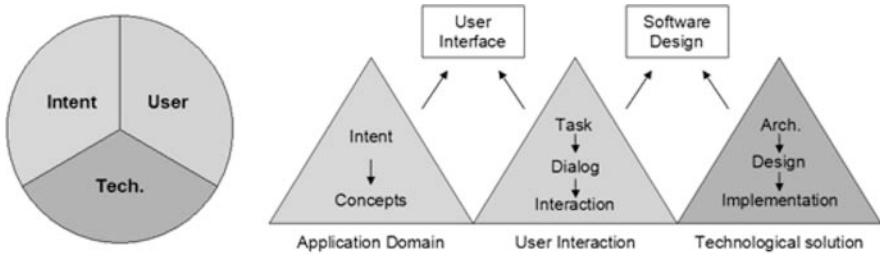 Intent
User
Tech.
User
Interface
Software
Design
Intent
Concepts
Task
Dialog
Interaction
Arch.
Design
Implementation
Application Domain
User Interaction
Technological solution